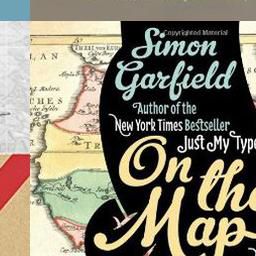 Copyrighted Material
Simon
Garfield
Author of the
New York Times Bestseller
Just My Type
On the
Map